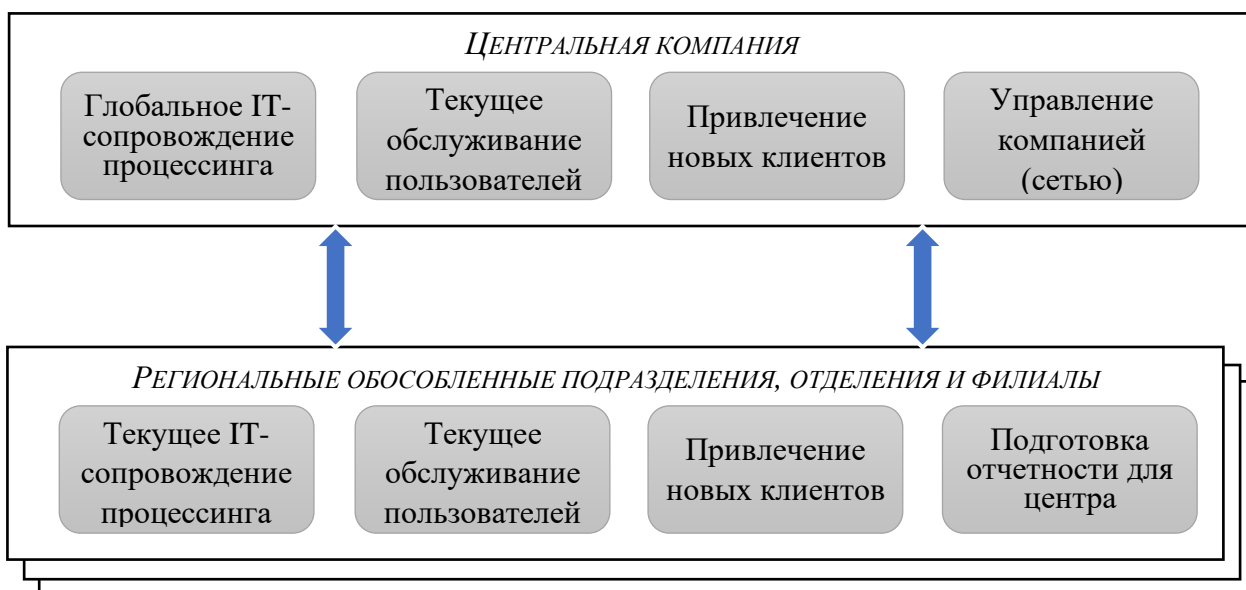 ЦЕНТРАЛЬНАЯ КОМПАНИЯ
Глобальное IT-
сопровождение
процессинга
Текущее
обслуживание
пользователей
Привлечение
новых клиентов
Управление
компанией
(сетью)
РЕГИОНАЛЬНЫЕ ОБОСОБЛЕННЫЕ ПОДРАЗДЕЛЕНИЯ, ОТДЕЛЕНИЯ И ФИЛИАЛЫ
Текущее IT-
сопровождение
процессинга
Текущее
обслуживание
пользователей
Привлечение
новых клиентов
Подготовка
отчетности для
центра